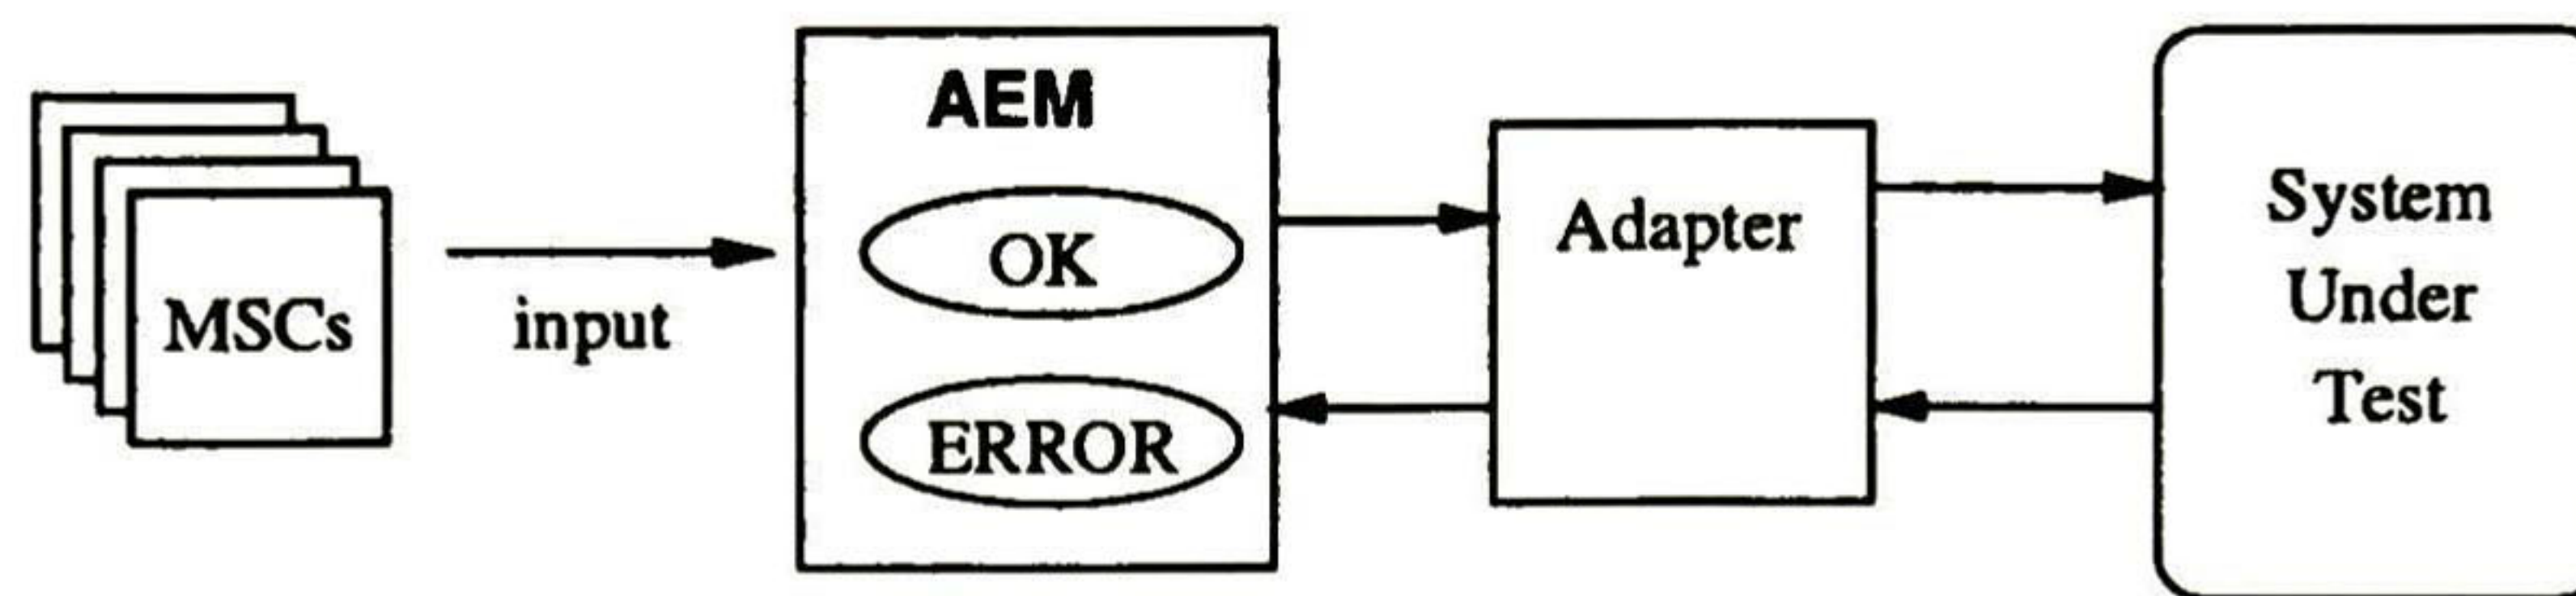 MSCs
input
AEM
OK
ERROR
Adapter
System
Under
Test